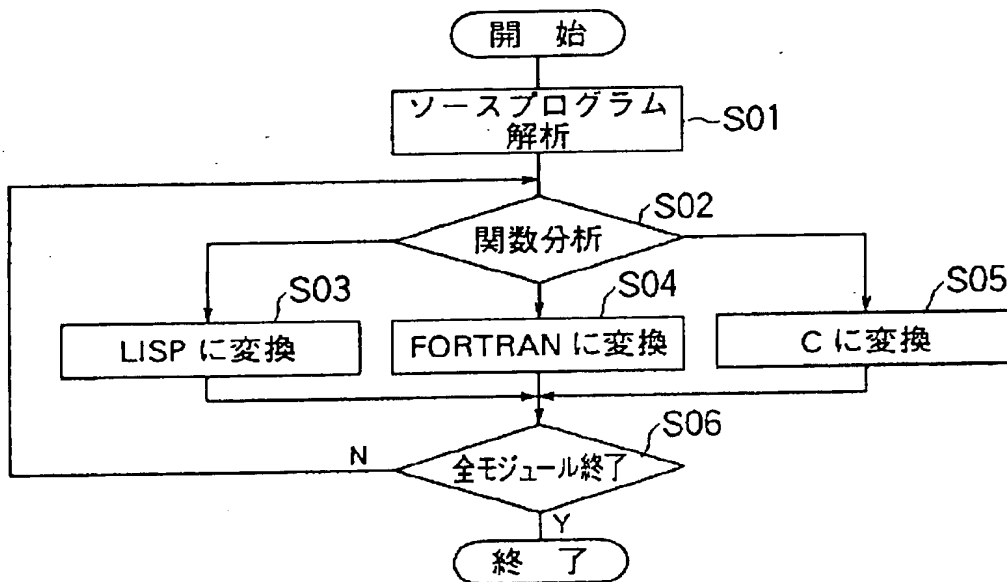 開 始
ソースプログラム
解析
S01
S02
関数分析
S03
S04
S05
LISP に変換
FORTRAN に変換
C に変換
S06
N
全モジュール終了
Y
終 了